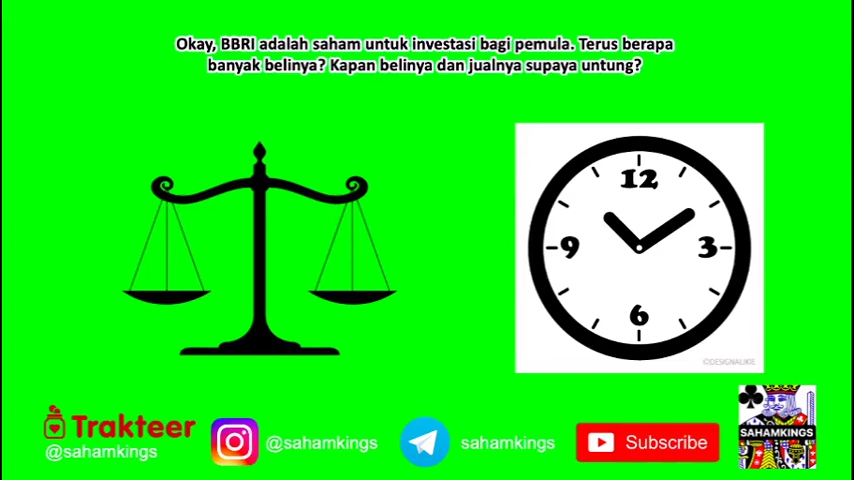 Okay, BBRI adalah saham untuk investasi bagi pemula. Terus berapa
banyak belinya? Kapan belinya dan jualnya supaya untung?
12
9
3
6
©DESIGNALIKIE
Trakteer
@sahamkings
@sahamkings
sahamkings
Subscribe
SAHAMKINGS